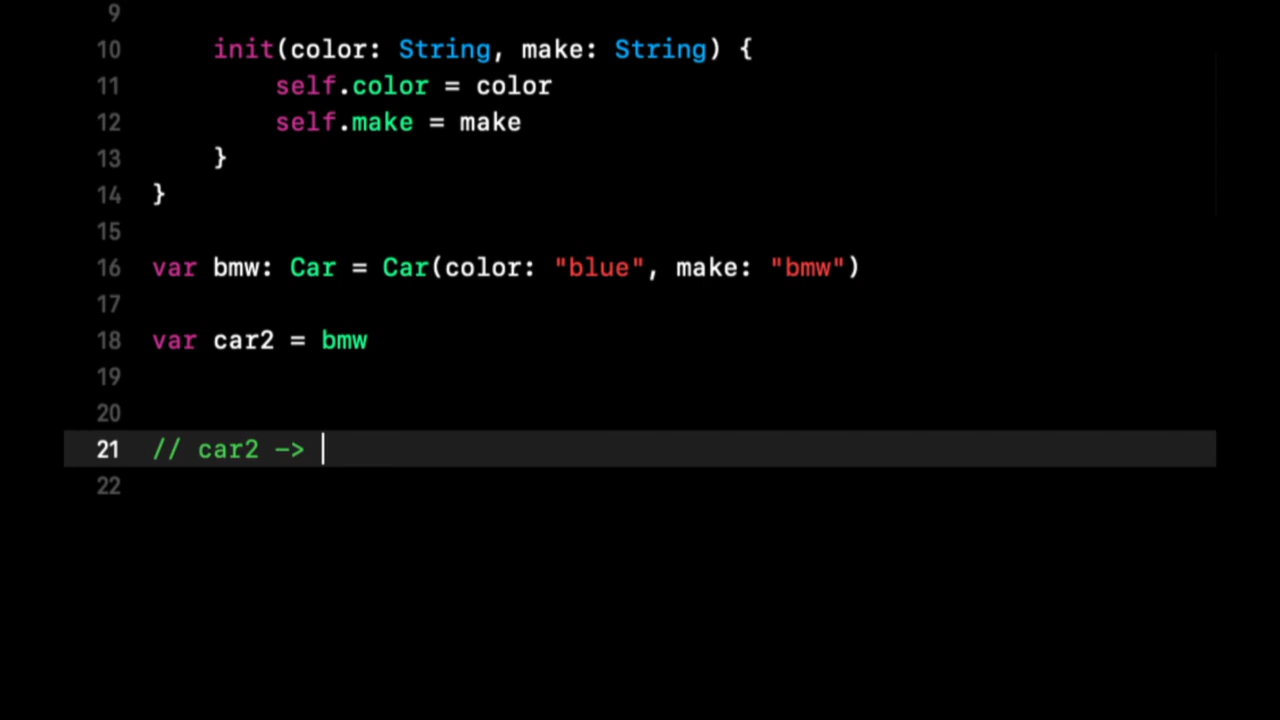 9
10 init(color: String, make: String) {
11 self.color = color
12 self.make = make
13 }
14 }
15
16 var bmw: Car = Car(color: "blue", make: "bmw")
17
18 var car2 = bmw
19
20
21 // car2 ->
22